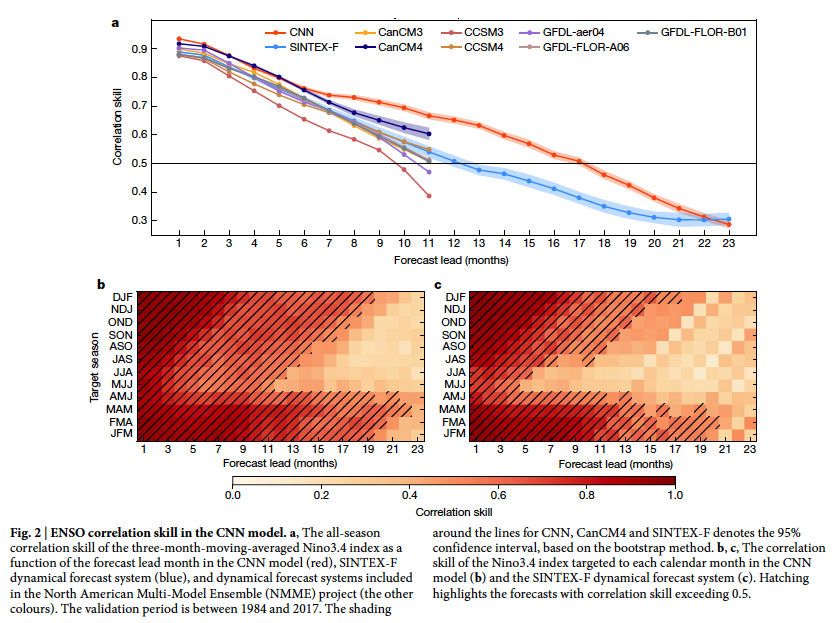 a
CNN
CanCM3
CCSM3
GFDL-aer04
GFDL-FLOR-B01
SINTEX-F
CanCM4
CCSM4
GFDL-FLOR-A06
0.9
0.8
0.7
0.6
0.5
0.4
0.3
Correlation skill
1 2 3 4 5 6 7 8 9 10 11 12 13 14 15 16 17 18 19 20 21 22 23
Forecast lead (months)
b
DJF
NDJ
OND
SON
ASO
JAS
JJA
MJJ
AMJ
MAM
FMA
JFM
Target season
1 3 5 7 9 11 13 15 17 19 21 23
Forecast lead (months)
c
DJF
NDJ
OND
SON
ASO
JAS
JJA
MJJ
AMJ
MAM
FMA
JFM
1 3 5 7 9 11 13 15 17 19 21 23
Forecast lead (months)
0.0 0.2 0.4 0.6 0.8 1.0
Correlation skill
Fig. 2 | ENSO correlation skill in the CNN model. a, The all-season
correlation skill of the three-month-moving-averaged Nino3.4 index as a
function of the forecast lead month in the CNN model (red), SINTEX-F
dynamical forecast system (blue), and dynamical forecast systems included
in the North American Multi-Model Ensemble (NMME) project (the other
colours). The validation period is between 1984 and 2017. The shading
around the lines for CNN, CanCM4 and SINTEX-F denotes the 95%
confidence interval, based on the bootstrap method. b, c, The correlation
skill of the Nino3.4 index targeted to each calendar month in the CNN
model (b) and the SINTEX-F dynamical forecast system (c). Hatching
highlights the forecasts with correlation skill exceeding 0.5.